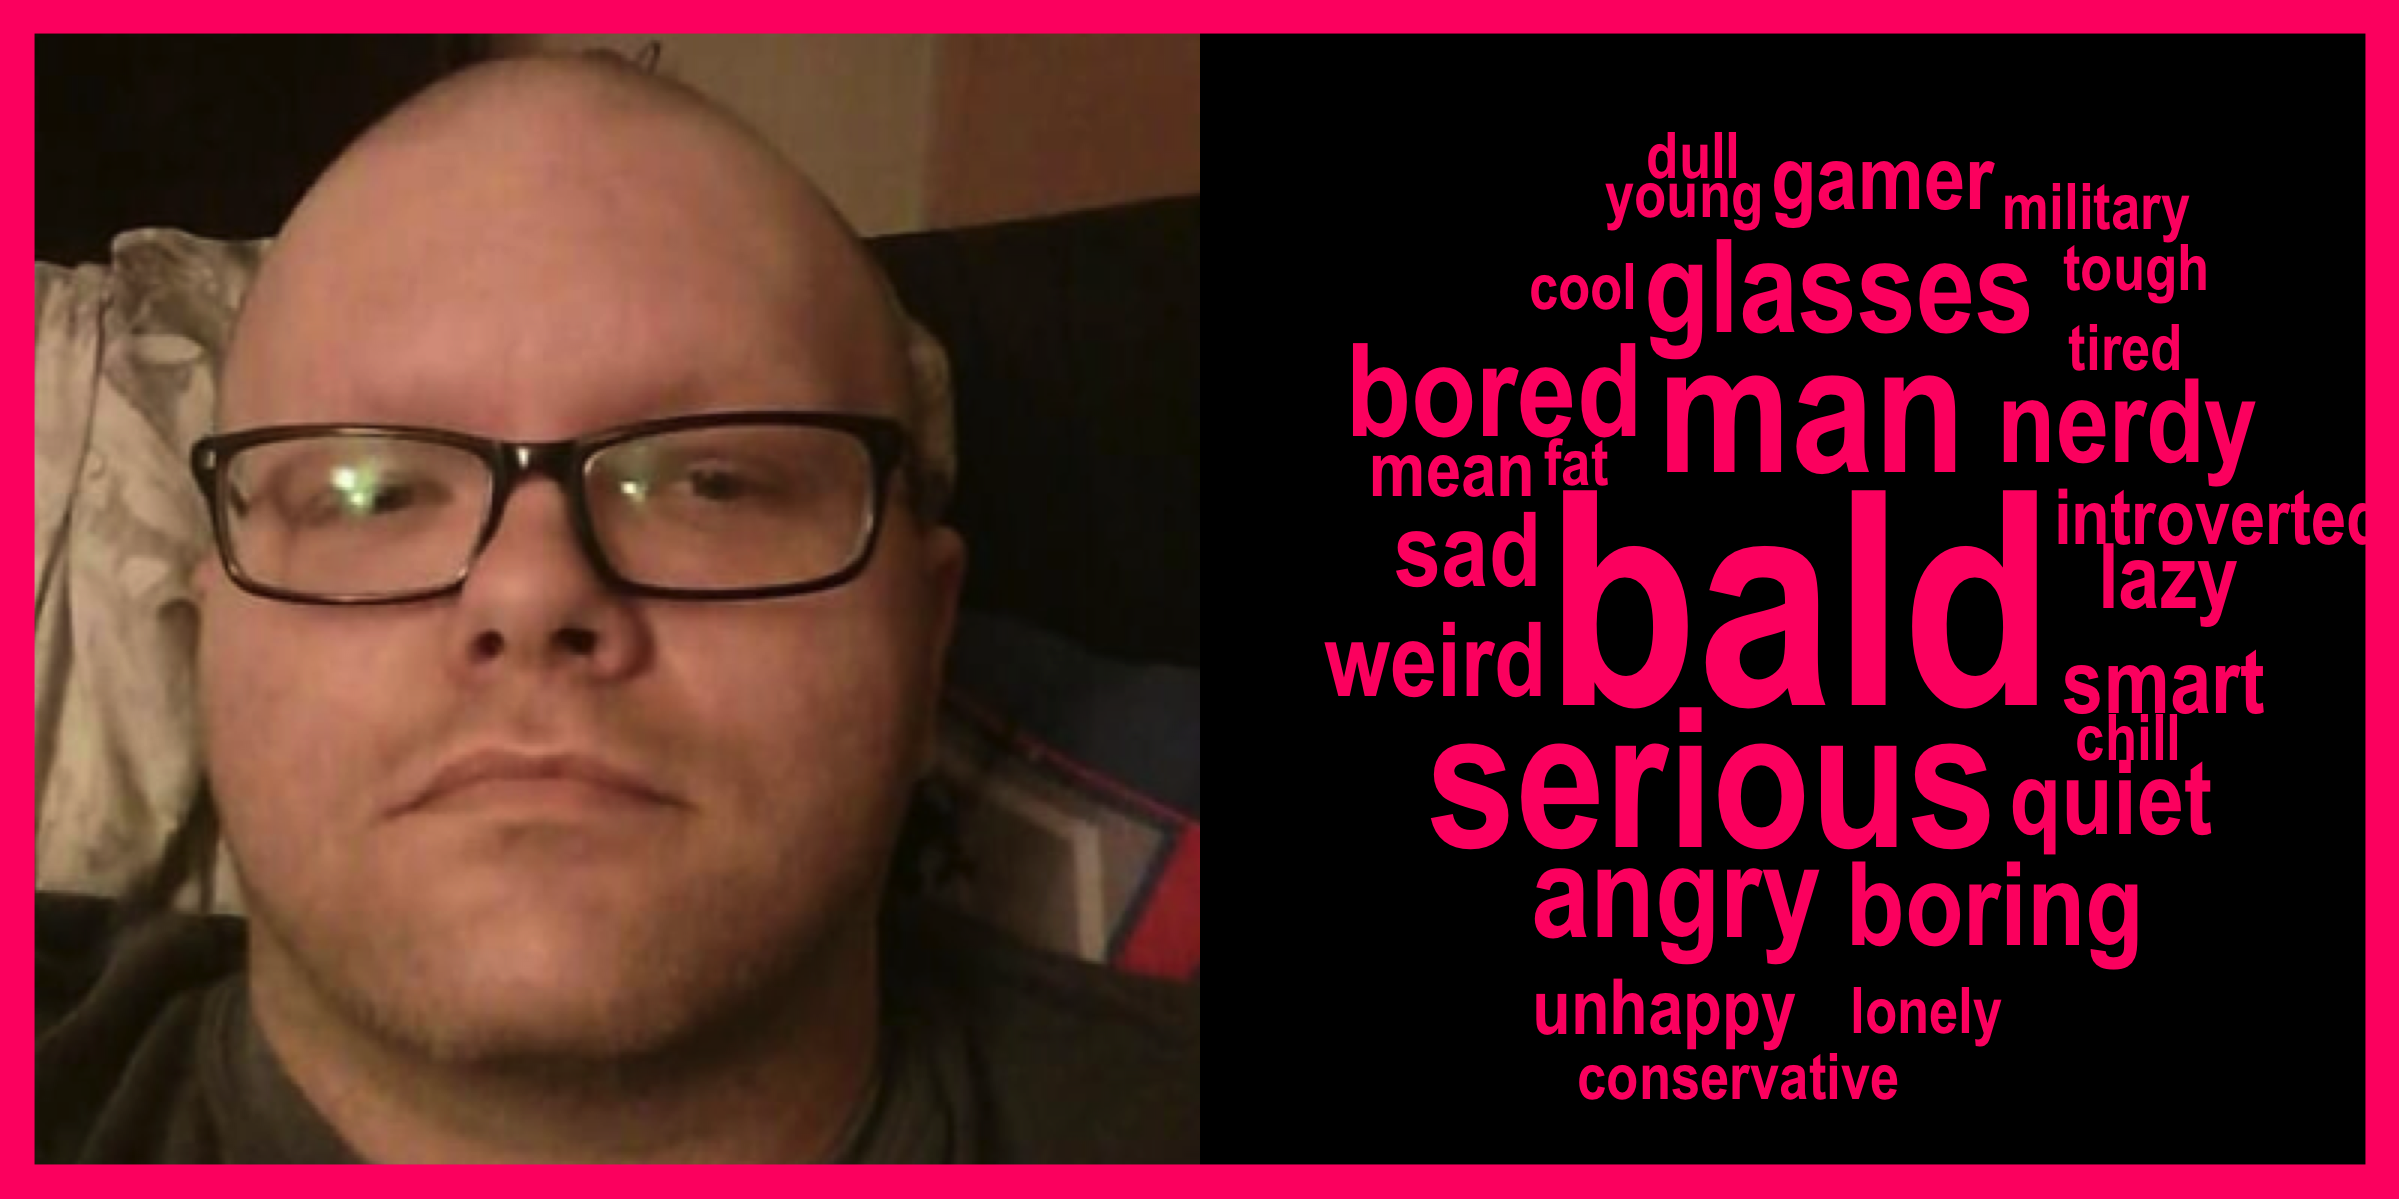 dull
young gamer military
cool glasses tough
tired
bored man nerdy
mean fat
sad bald introverted
lazy
weird smart
chill
serious quiet
angry boring
unhappy lonely
conservative